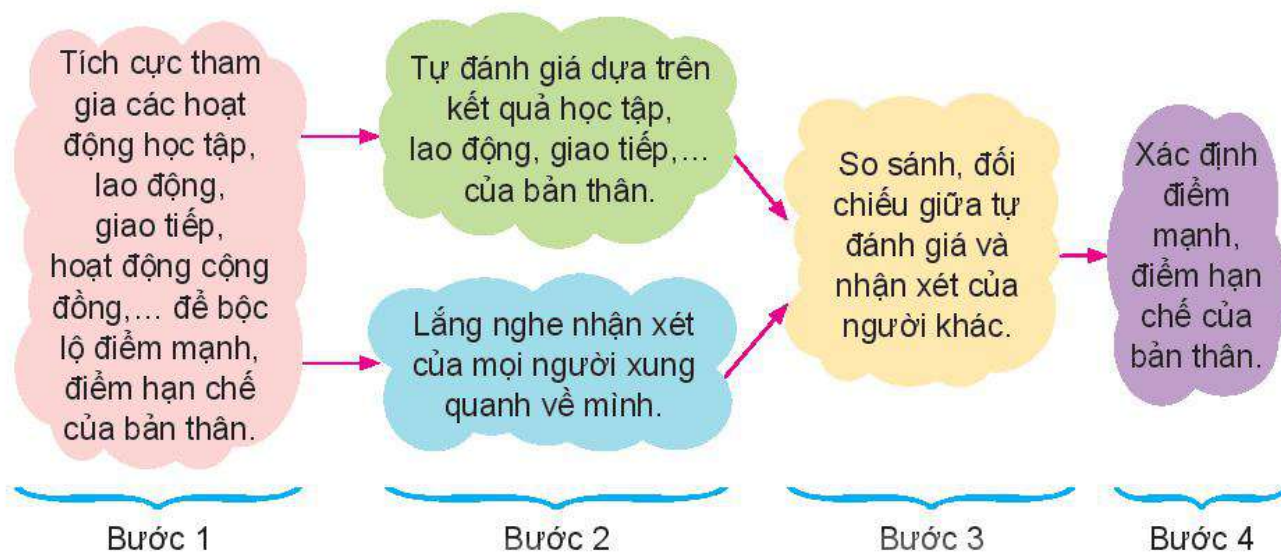 Tích cực tham
gia các hoạt
động học tập,
lao động,
giao tiếp,
hoạt động cộng
đồng,... để bộc
lộ điểm mạnh,
điểm hạn chế
của bản thân.
Tự đánh giá dựa trên
kết quả học tập,
lao động, giao tiếp,...
của bản thân.
Lắng nghe nhận xét
của mọi người xung
quanh về mình.
So sánh, đối
chiếu giữa tự
đánh giá và
nhận xét của
người khác.
Xác định
điểm
mạnh,
điểm hạn
chế của
bản thân.
Bước 1
Bước 2
Bước 3
Bước 4